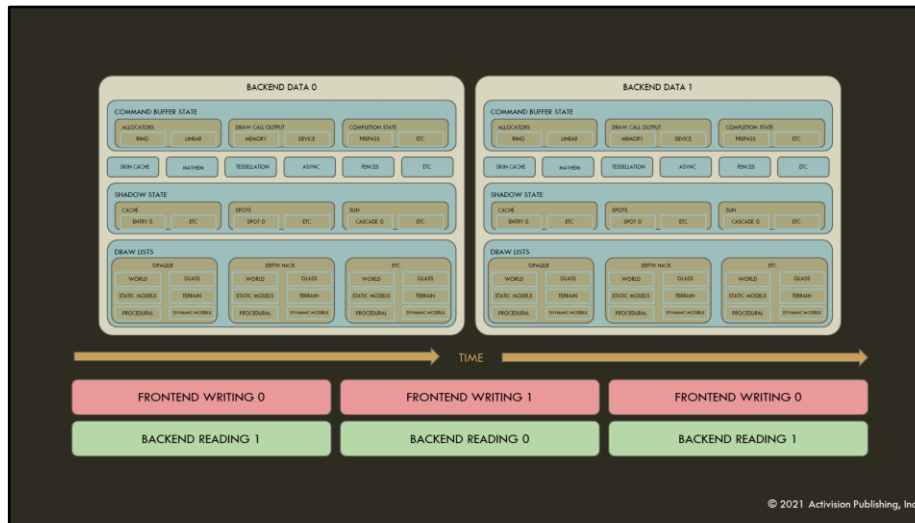 BACKEND DATA 0
COMMAND BUFFER STATE
ALLOCATORS
RING
LINEAR
DRAW CALL OUTPUT
MEMORY
DEVICE
COMPLETION STATE
PREPASS
ETC
SKIN CACHE
MAYHEM
TESSELLATION
ASYNC
FENCES
ETC
SHADOW STATE
CACHE
ENTRY 0
ETC
SPOTS
SPOT 0
ETC
SUN
CASCADE 0
ETC
DRAW LISTS
OPAQUE
WORLD
GLASS
STATIC MODELS
TERRAIN
PROCEDURAL
DYNAMIC MODELS
DEPTH HACK
WORLD
GLASS
STATIC MODELS
TERRAIN
PROCEDURAL
DYNAMIC MODELS
ETC
WORLD
GLASS
STATIC MODELS
TERRAIN
PROCEDURAL
DYNAMIC MODELS
BACKEND DATA 1
COMMAND BUFFER STATE
ALLOCATORS
RING
LINEAR
DRAW CALL OUTPUT
MEMORY
DEVICE
COMPLETION STATE
PREPASS
ETC
SKIN CACHE
MAYHEM
TESSELLATION
ASYNC
FENCES
ETC
SHADOW STATE
CACHE
ENTRY 0
ETC
SPOTS
SPOT 0
ETC
SUN
CASCADE 0
ETC
DRAW LISTS
OPAQUE
WORLD
GLASS
STATIC MODELS
TERRAIN
PROCEDURAL
DYNAMIC MODELS
DEPTH HACK
WORLD
GLASS
STATIC MODELS
TERRAIN
PROCEDURAL
DYNAMIC MODELS
ETC
WORLD
GLASS
STATIC MODELS
TERRAIN
PROCEDURAL
DYNAMIC MODELS
TIME
FRONTEND WRITING 0
FRONTEND WRITING 1
FRONTEND WRITING 0
BACKEND READING 1
BACKEND READING 0
BACKEND READING 1
© 2021 Activision Publishing, Inc